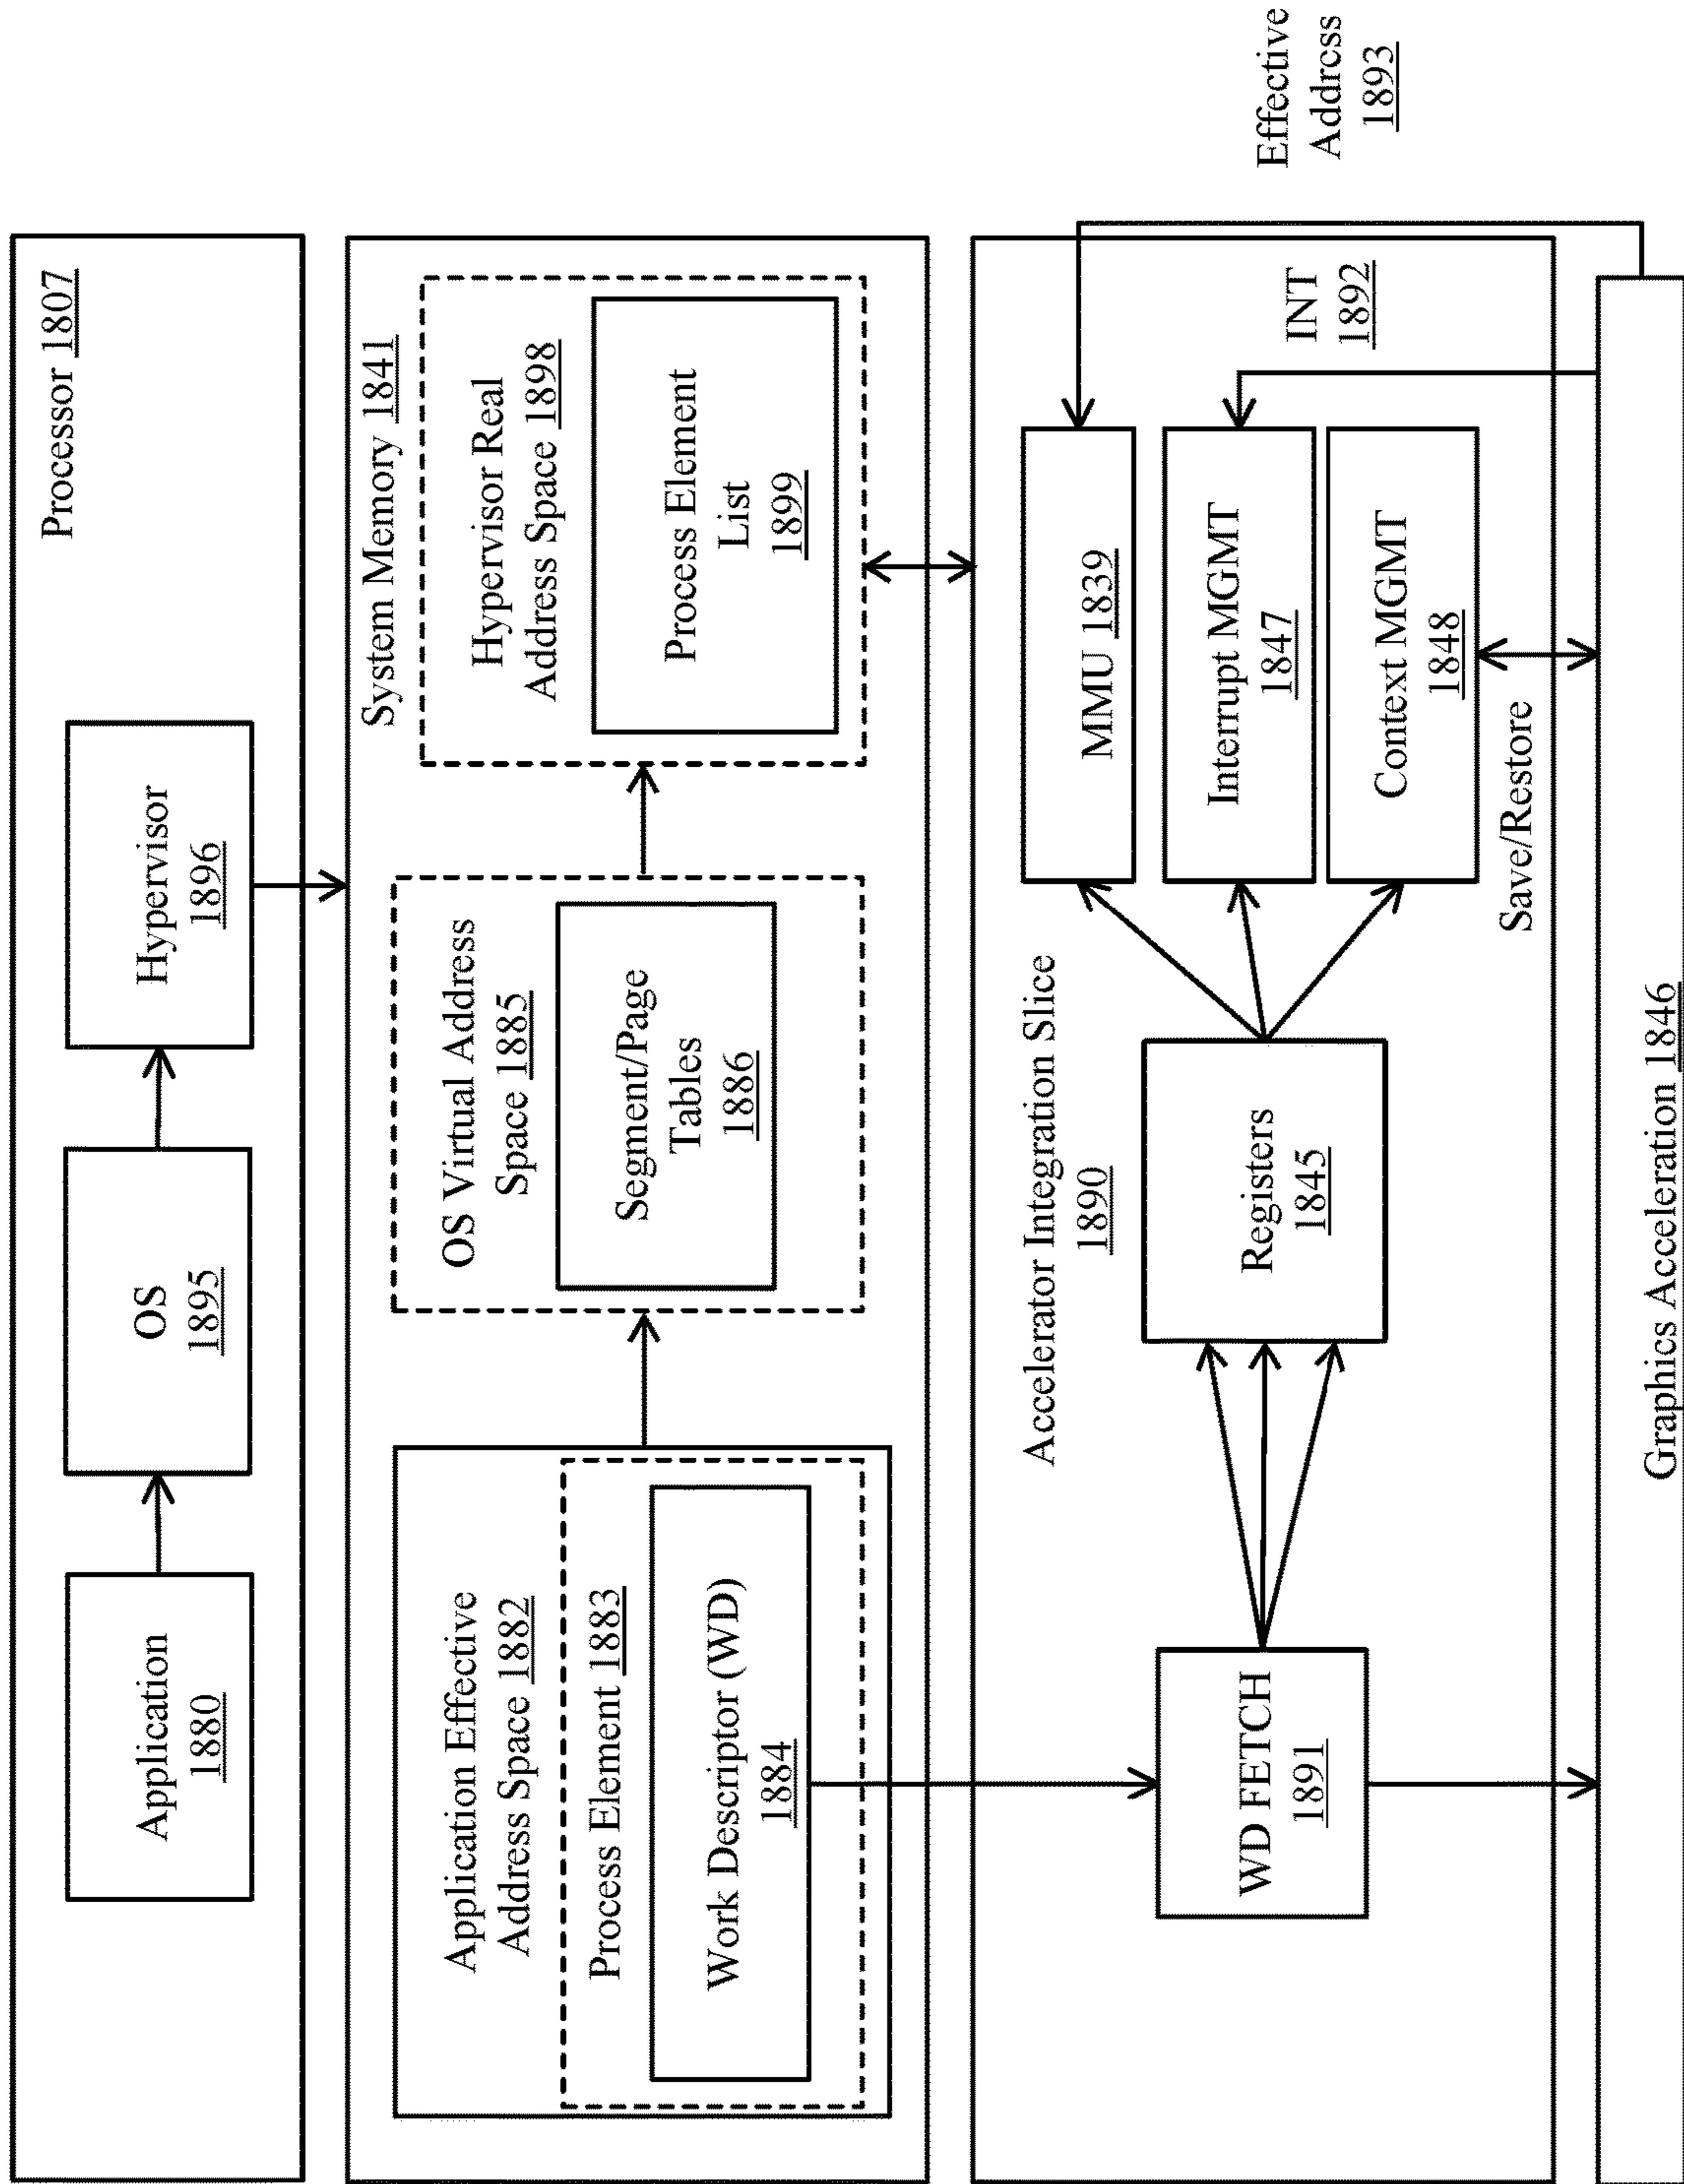 Processor 1807
Application
1880
OS
1895
Hypervisor
1896
System Memory 1841
Application Effective
Address Space 1882
Process Element 1883
Work Descriptor (WD)
1884
OS Virtual Address
Space 1885
Segment/Page
Tables
1886
Hypervisor Real
Address Space 1898
Process Element
List
1899
Accelerator Integration Slice
1890
WD FETCH
1891
Registers
1845
MMU 1839
Interrupt MGMT
1847
Context MGMT
1848
Save/Restore
INT
1892
Effective
Address
1893
Graphics Acceleration 1846